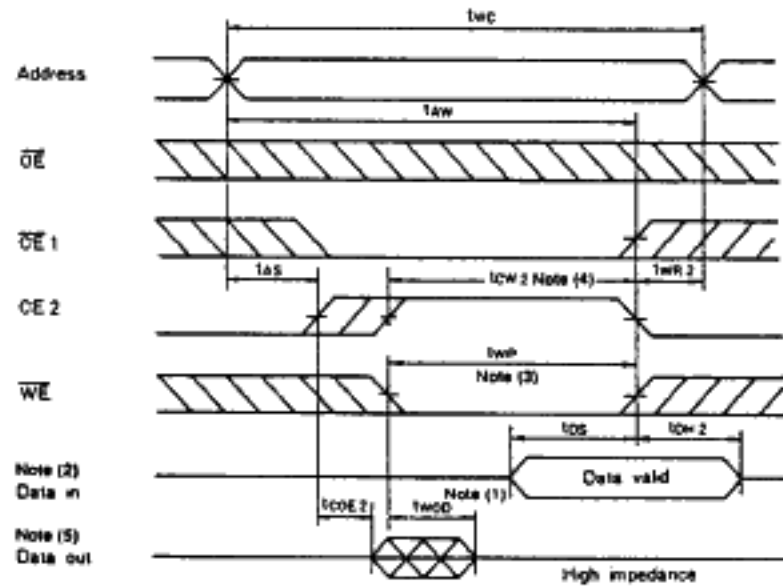 tWC
Address
tAW
OE
CE 1
tAS
tCW 2 Note (4)
tWR 2
CE 2
tWP
Note (3)
WE
tDS
tDH 2
Note (2)
Data in
Note (1)
Data valid
tCOE 2
tWOD
Note (5)
Data out
High impedance